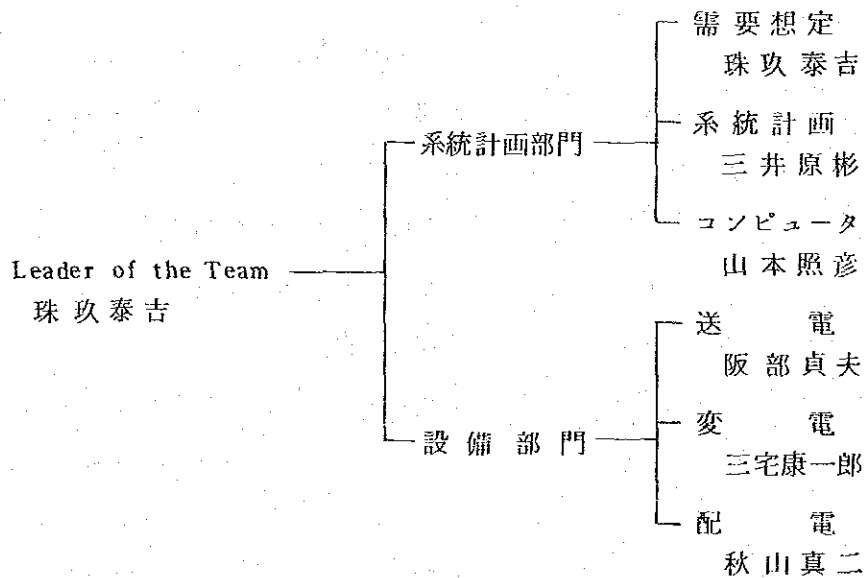 需要想定
珠玖泰吉
系統計画部門
系統計画
三井原彬
コンピュータ
山本照彦
Leader of the Team
珠玖泰吉
送電
阪部貞夫
設備部門
変電
三宅康一郎
配電
秋山真二